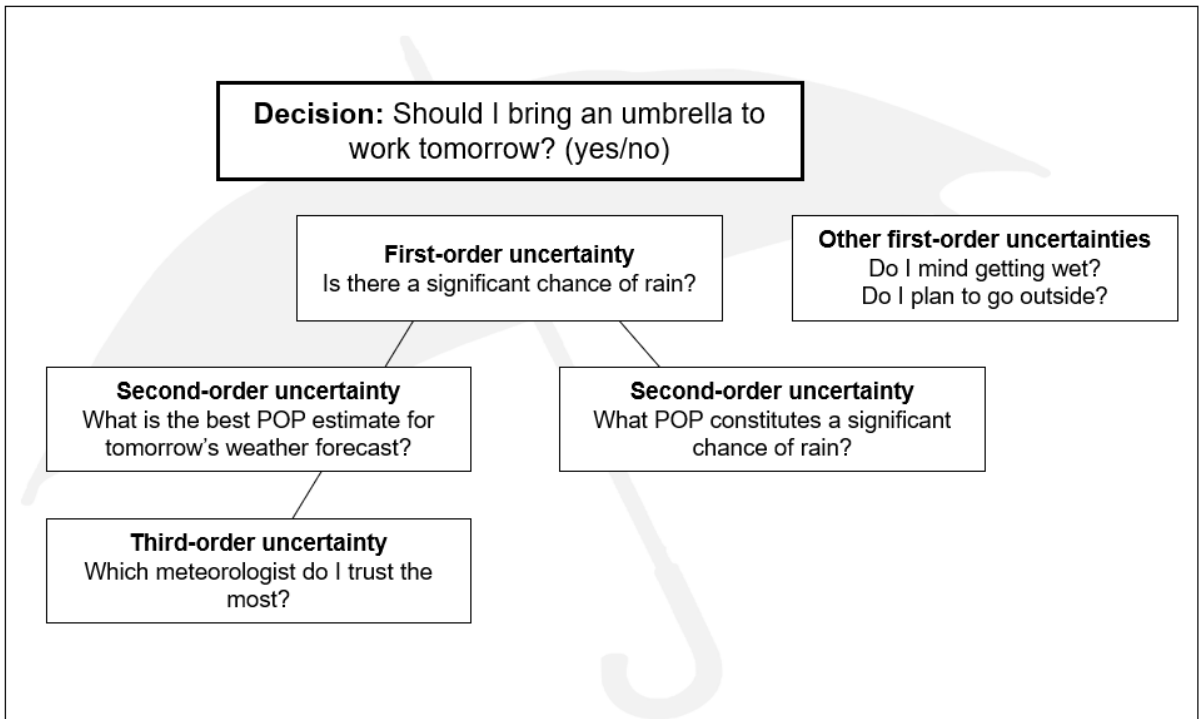 Decision: Should I bring an umbrella to
work tomorrow? (yes/no)
First-order uncertainty
Is there a significant chance of rain?
Other first-order uncertainties
Do I mind getting wet?
Do I plan to go outside?
Second-order uncertainty
What is the best POP estimate for
tomorrow’s weather forecast?
Second-order uncertainty
What POP constitutes a significant
chance of rain?
Third-order uncertainty
Which meteorologist do I trust the
most?